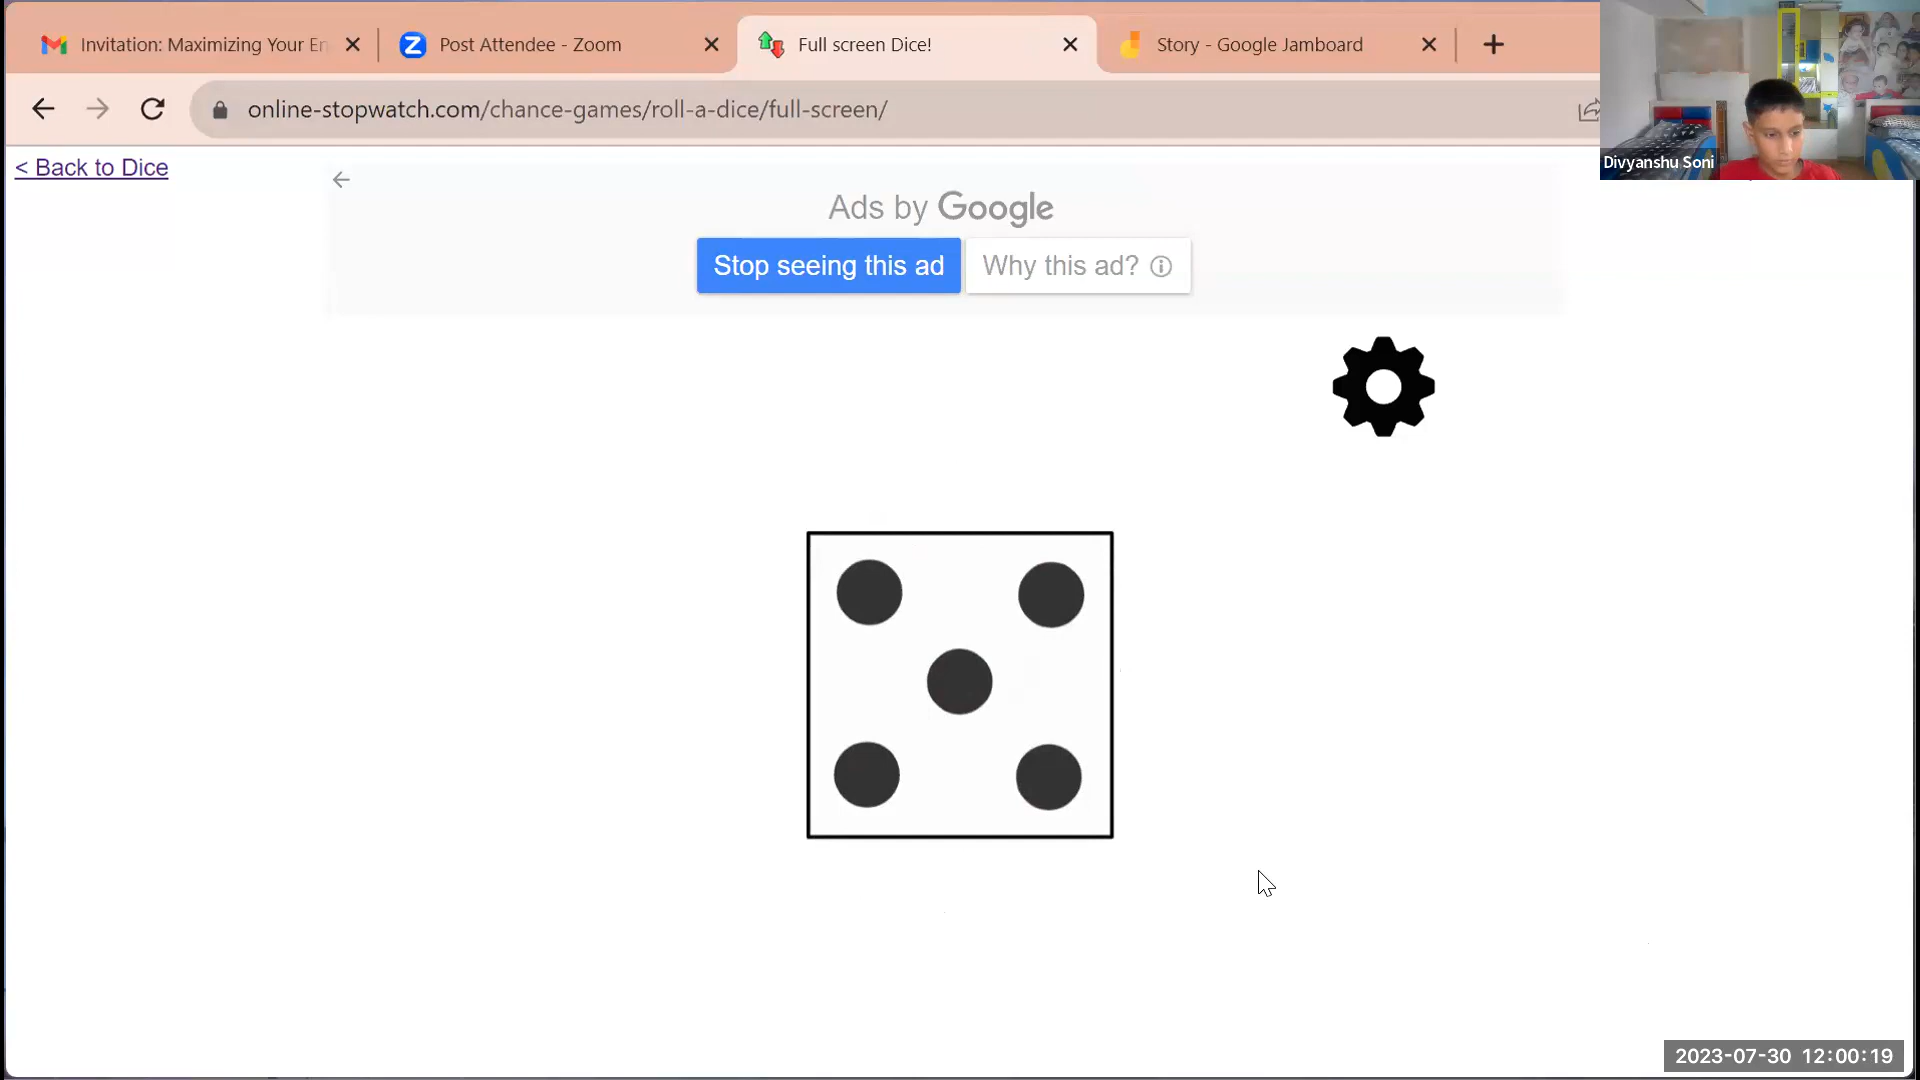 Invitation: Maximizing Your En
Post Attendee - Zoom
Full screen Dice!
Story - Google Jamboard
online-stopwatch.com/chance-games/roll-a-dice/full-screen/
< Back to Dice
Ads by Google
Stop seeing this ad
Why this ad?
Divyanshu Soni
2023-07-30 12:00:19